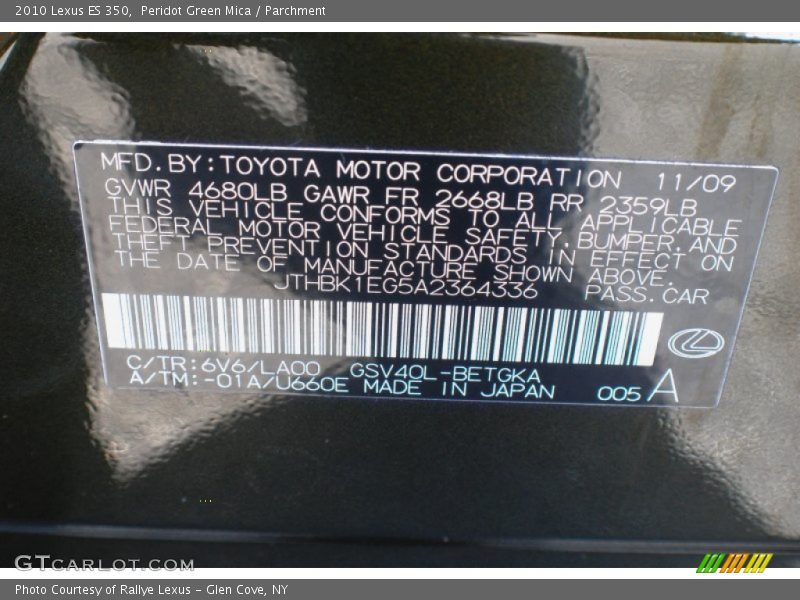 2010 Lexus ES 350,  Peridot Green Mica / Parchment
MFD.BY:TOYOTA MOTOR CORPORATION 11/09
GVWR 4680LB GAWR FR 2668LB RR 2359LB
THIS VEHICLE CONFORMS TO ALL APPLICABLE
FEDERAL MOTOR VEHICLE SAFETY,BUMPER,AND
THEFT PREVENTION STANDARDS IN EFFECT ON
THE DATE OF MANUFACTURE SHOWN ABOVE.
JTHBK1EG5A2364336 PASS.CAR
C/TR:6V6/LA00 GSV40L-BETGKA
A/TM:-01A/U660E MADE IN JAPAN 005 A
GTCARLOT.COM
Photo Courtesy of Rallye Lexus - Glen Cove, NY